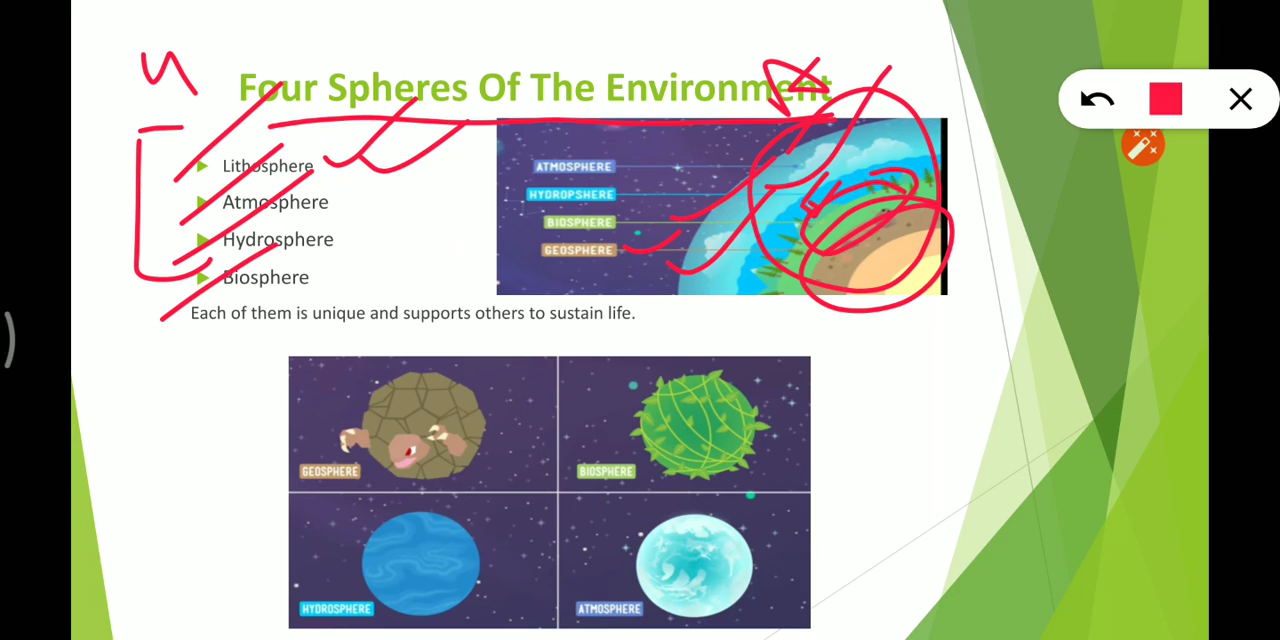 Four Spheres Of The Environment
Lithosphere
Atmosphere
Hydrosphere
Biosphere
ATMOSPHERE
HYDROPSHERE
BIOSPHERE
GEOSPHERE
Each of them is unique and supports others to sustain life.
GEOSPHERE
BIOSPHERE
HYDROSPHERE
ATMOSPHERE